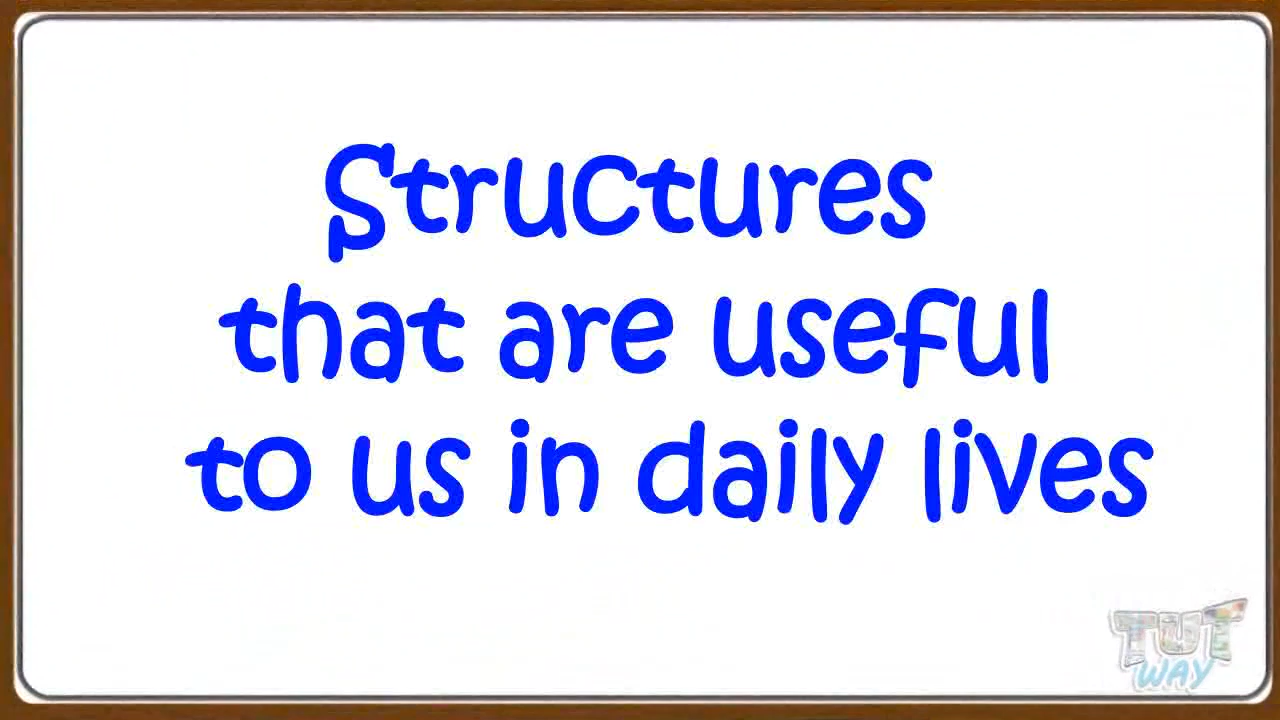 Structures
that are useful
to us in daily lives
TUT
WAY